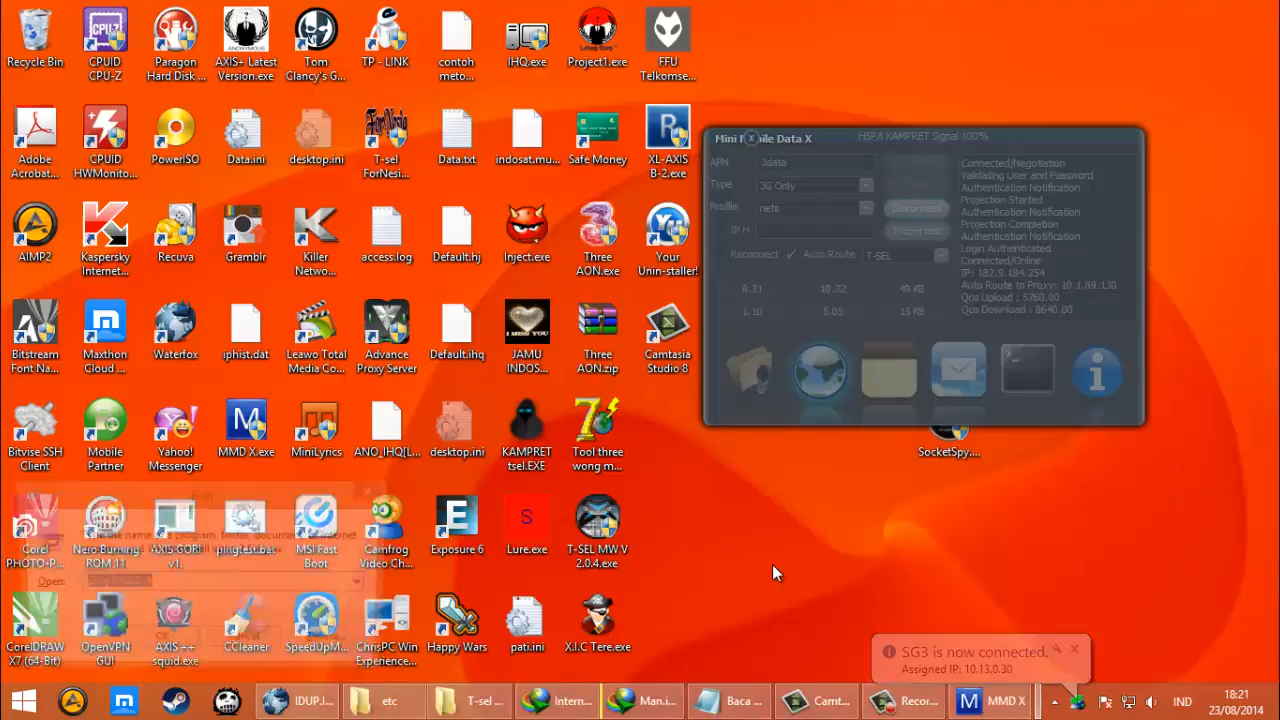 Recycle Bin
CPUID CPU-Z
Paragon Hard Disk ...
AXIS+ Latest Version.exe
Tom Clancy's G...
TP - LINK
contoh meto...
IHQ.exe
Project1.exe
FFU Telkomse...
Adobe Acrobat...
CPUID HWMonito...
PowerISO
Data.ini
desktop.ini
T-sel ForNesi...
Data.txt
indosat.mu...
Safe Money
XL-AXIS B-2.exe
AIMP2
Kaspersky Internet...
Recuva
Gramblr
Killer Netwo...
access.log
Default.hj
Inject.exe
Three AON.exe
Your Unin-staller!
Bitstream Font Na...
Maxthon Cloud ...
Waterfox
iphist.dat
Leawo Total Media Co...
Advance Proxy Server
Default.ihq
JAMU INDOS...
Three AON.zip
Camtasia Studio 8
Bitvise SSH Client
Mobile Partner
Yahoo! Messenger
MMD X.exe
MiniLyrics
ANO_IHQ[L...
desktop.ini
KAMPRET tsel.EXE
Tool three wong m...
SocketSpy....
Corel PHOTO-P...
Nero Burning ROM 11
AXIS GORI v1.
pingtest.bat
MSI Fast Boot
Camfrog Video Ch...
Exposure 6
Lure.exe
T-SEL MW V 2.0.4.exe
CorelDRAW X7 (64-Bit)
OpenVPN GUI
AXIS ++ squid.exe
CCleaner
SpeedUpM...
ChrisPC Win Experience...
Happy Wars
pati.ini
X.I.C Tere.exe
Mini Mobile Data X
HSPA KAMPRET Signal 100%
APN 3data
Type 3G Only
Profile nets
Disconnect
IP H
Properties
Reconnect ✓ Auto Route T-SEL
8.31 10.32 49 KB
1.10 5.05 15 KB
Connected/Negotiation
Validating User and Password
Authentication Notification
Projection Started
Authentication Notification
Projection Completion
Authentication Notification
Login Authenticated
Connected/Online
IP: 182.9.184.254
Auto Route to Proxy: 10.1.89.130
Qos Upload : 5760.00
Qos Download : 8640.00
Run
Open:
SG3 is now connected.
Assigned IP: 10.13.0.30
IDUP.I...
etc
T-sel ...
Intern...
Man.i...
Baca ...
Camt...
Recor...
MMD X
IND
18:21
23/08/2014